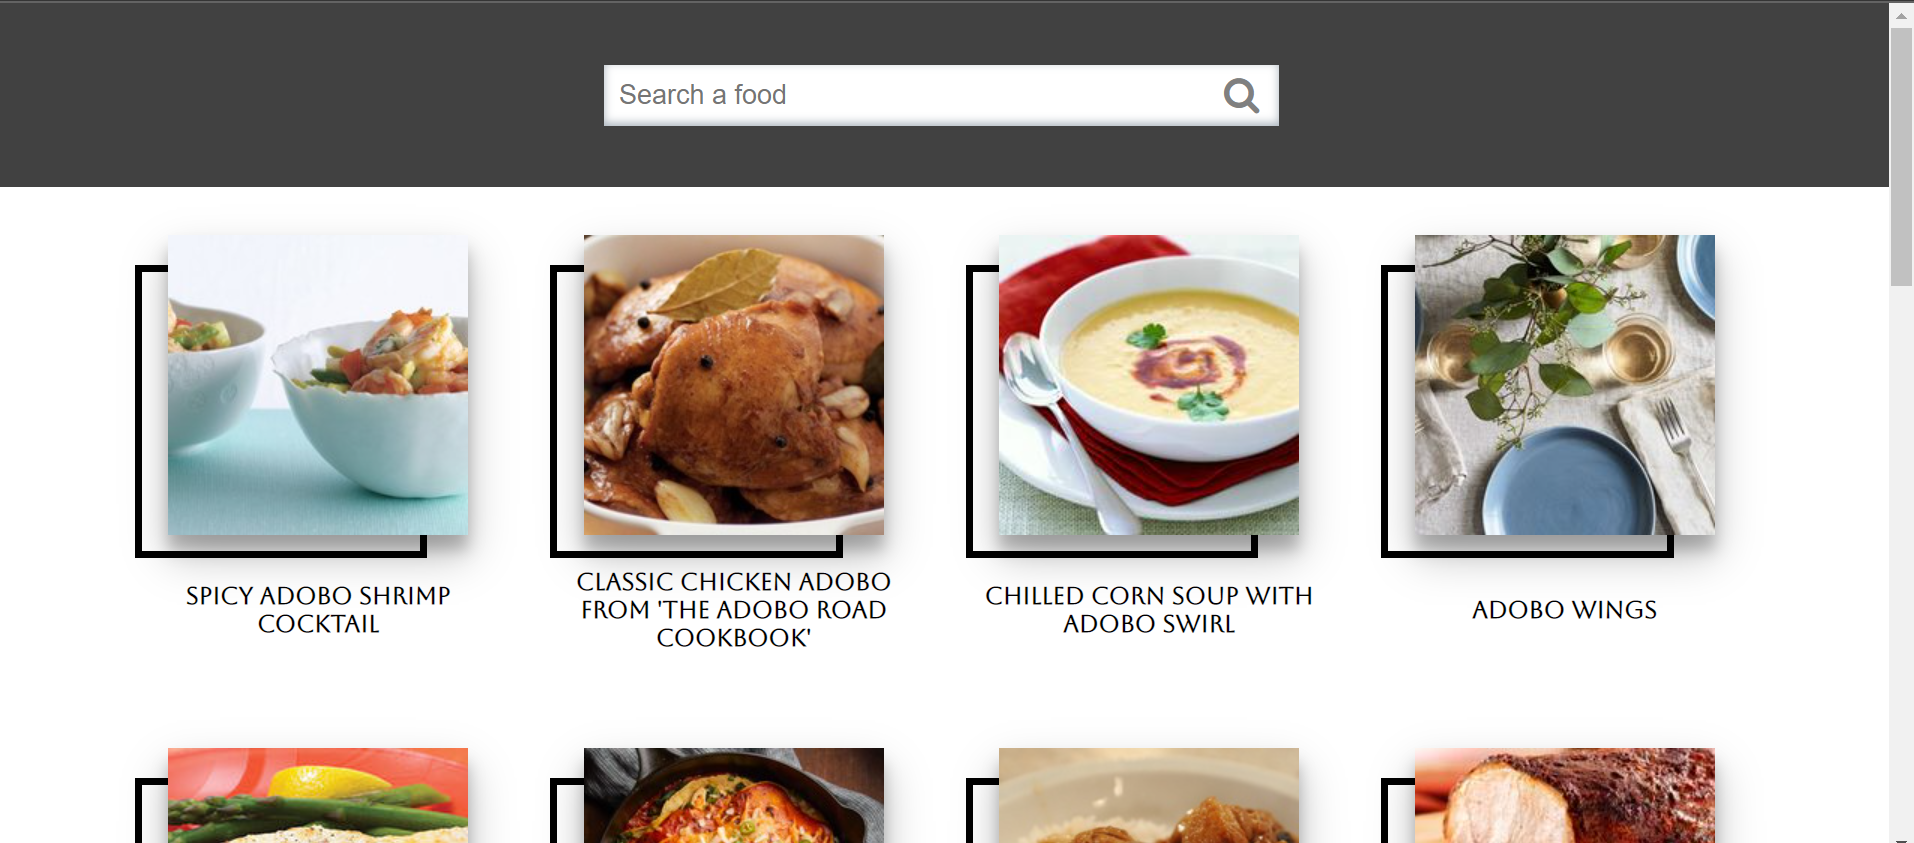 Search a food
SPICY ADOBO SHRIMP
COCKTAIL
CLASSIC CHICKEN ADOBO
FROM 'THE ADOBO ROAD
COOKBOOK'
CHILLED CORN SOUP WITH
ADOBO SWIRL
ADOBO WINGS